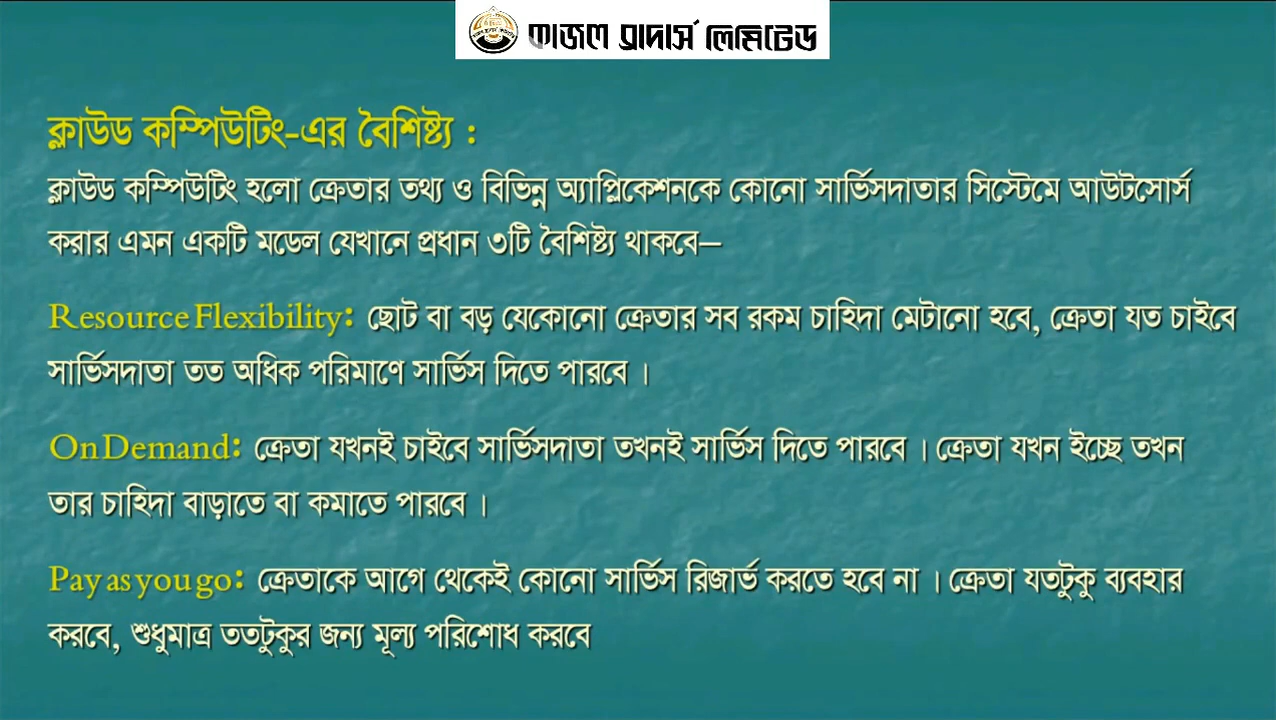 কাজল ব্রাদার্স লিমিটেড
ক্লাউড কম্পিউটিং-এর বৈশিষ্ট্য :
ক্লাউড কম্পিউটিং হলো ক্রেতার তথ্য ও বিভিন্ন অ্যাপ্লিকেশনকে কোনো সার্ভিসদাতার সিস্টেমে আউটসোর্স
করার এমন একটি মডেল যেখানে প্রধান ৩টি বৈশিষ্ট্য থাকবে—
Resource Flexibility: ছোট বা বড় যেকোনো ক্রেতার সব রকম চাহিদা মেটানো হবে, ক্রেতা যত চাইবে
সার্ভিসদাতা তত অধিক পরিমাণে সার্ভিস দিতে পারবে ।
On Demand: ক্রেতা যখনই চাইবে সার্ভিসদাতা তখনই সার্ভিস দিতে পারবে । ক্রেতা যখন ইচ্ছে তখন
তার চাহিদা বাড়াতে বা কমাতে পারবে ।
Pay as you go: ক্রেতাকে আগে থেকেই কোনো সার্ভিস রিজার্ভ করতে হবে না । ক্রেতা যতটুকু ব্যবহার
করবে, শুধুমাত্র ততটুকুর জন্য মূল্য পরিশোধ করবে